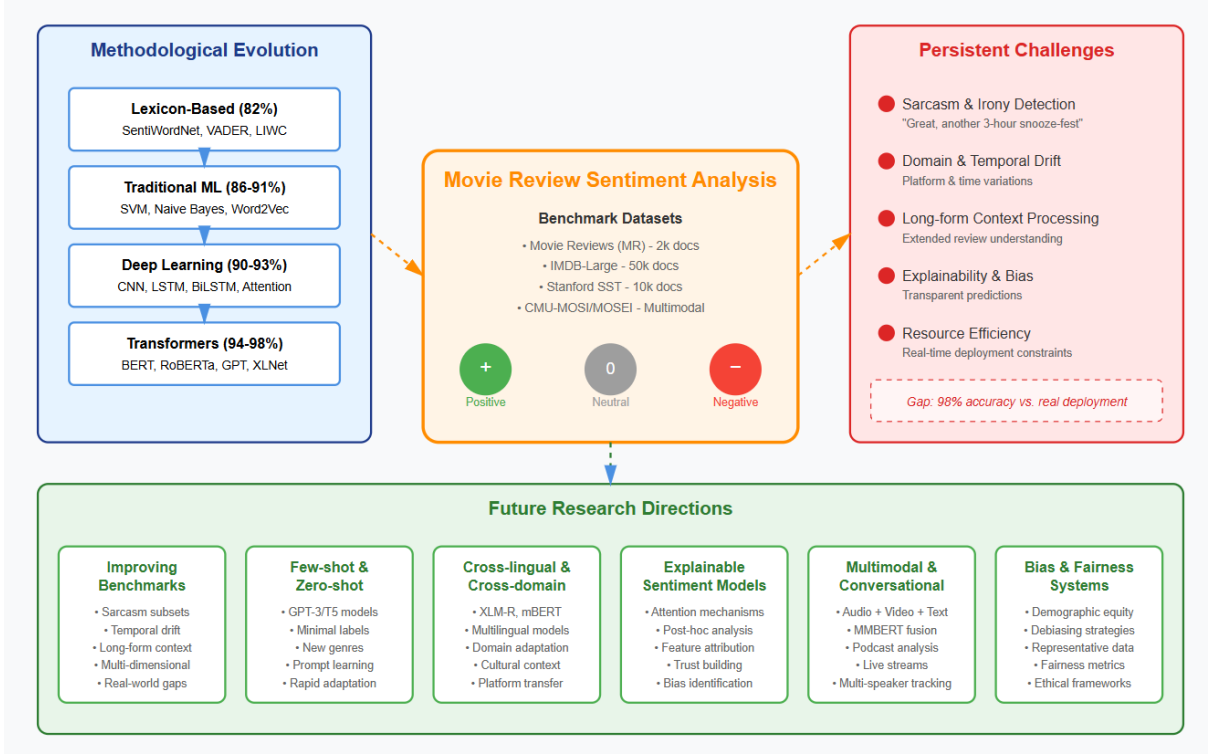 Methodological Evolution
Lexicon-Based (82%)
SentiWordNet, VADER, LIWC
Traditional ML (86-91%)
SVM, Naive Bayes, Word2Vec
Deep Learning (90-93%)
CNN, LSTM, BiLSTM, Attention
Transformers (94-98%)
BERT, RoBERTa, GPT, XLNet
Movie Review Sentiment Analysis
Benchmark Datasets
• Movie Reviews (MR) - 2k docs
• IMDB-Large - 50k docs
• Stanford SST - 10k docs
• CMU-MOSI/MOSEI - Multimodal
+
Positive
0
Neutral
−
Negative
Persistent Challenges
Sarcasm & Irony Detection
"Great, another 3-hour snooze-fest"
Domain & Temporal Drift
Platform & time variations
Long-form Context Processing
Extended review understanding
Explainability & Bias
Transparent predictions
Resource Efficiency
Real-time deployment constraints
Gap: 98% accuracy vs. real deployment
Future Research Directions
Improving
Benchmarks
• Sarcasm subsets
• Temporal drift
• Long-form context
• Multi-dimensional
• Real-world gaps
Few-shot &
Zero-shot
• GPT-3/T5 models
• Minimal labels
• New genres
• Prompt learning
• Rapid adaptation
Cross-lingual &
Cross-domain
• XLM-R, mBERT
• Multilingual models
• Domain adaptation
• Cultural context
• Platform transfer
Explainable
Sentiment Models
• Attention mechanisms
• Post-hoc analysis
• Feature attribution
• Trust building
• Bias identification
Multimodal &
Conversational
• Audio + Video + Text
• MMBERT fusion
• Podcast analysis
• Live streams
• Multi-speaker tracking
Bias & Fairness
Systems
• Demographic equity
• Debiasing strategies
• Representative data
• Fairness metrics
• Ethical frameworks